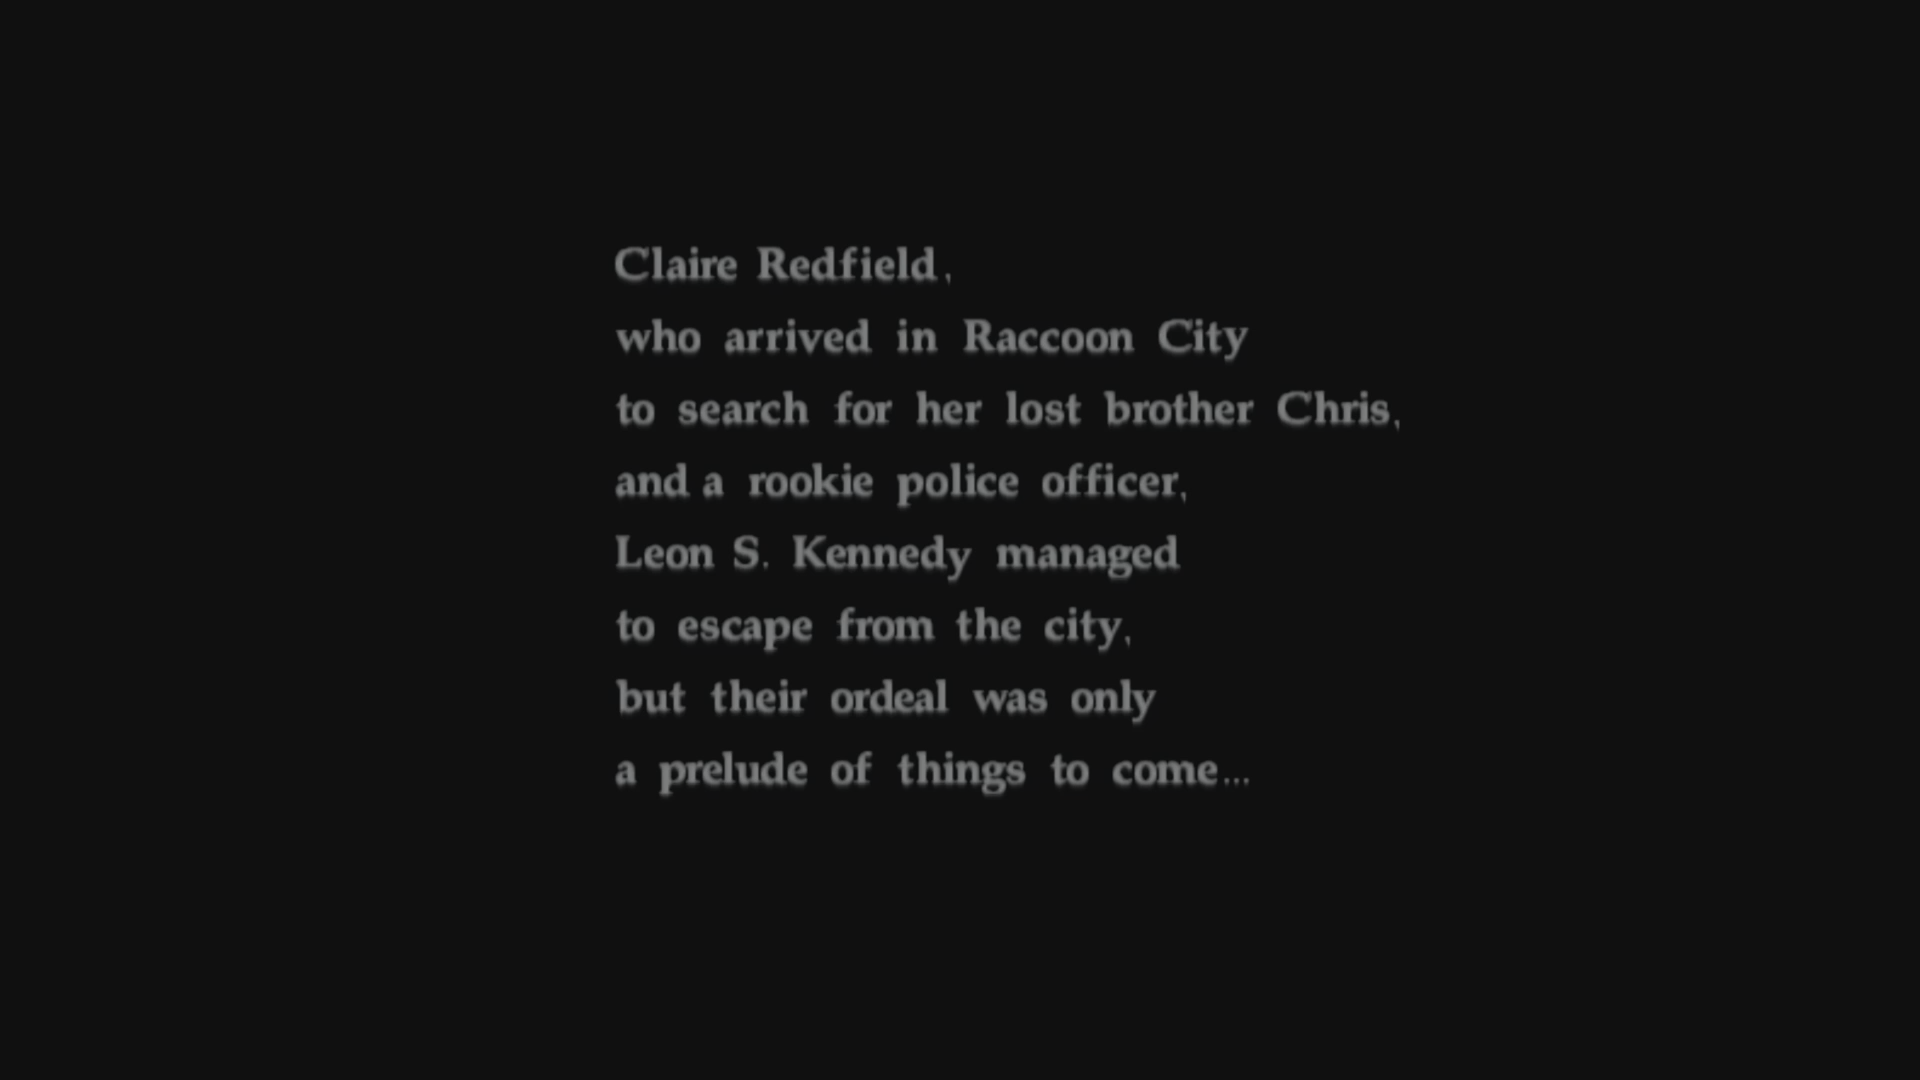 Claire Redfield,
who arrived in Raccoon City
to search for her lost brother Chris,
and a rookie police officer,
Leon S. Kennedy managed
to escape from the city,
but their ordeal was only
a prelude of things to come...